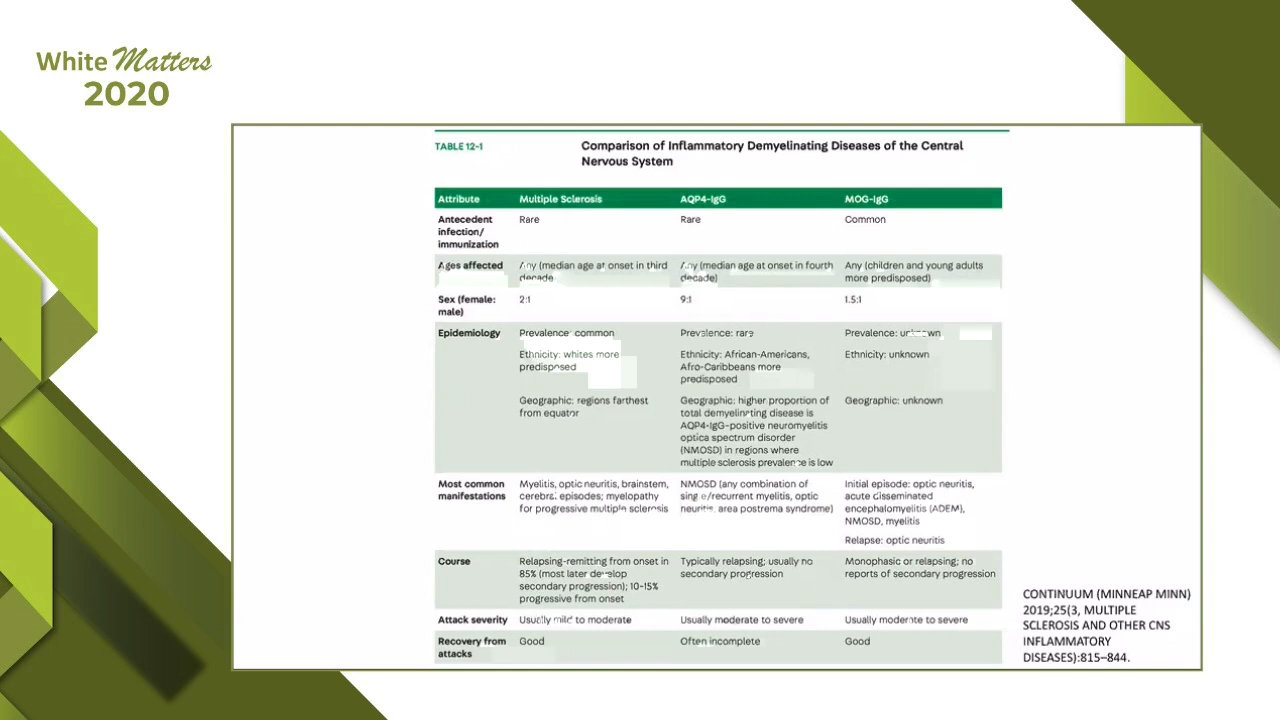 White Matters
2020
TABLE 12-1
Comparison of Inflammatory Demyelinating Diseases of the Central
Nervous System
Attribute Multiple Sclerosis AQP4-IgG MOG-IgG
Antecedent Rare Rare Common
infection/
immunization
Ages affected Any (median age at onset in third Any (median age at onset in fourth Any (children and young adults
decade decade) more predisposed)
Sex (female: 2:1 9:1 1.5:1
male)
Epidemiology Prevalence: common Prevalence: rare Prevalence: unknown
Ethnicity: whites more Ethnicity: African-Americans, Ethnicity: unknown
predisposed Afro-Caribbeans more
predisposed
Geographic: regions farthest Geographic: higher proportion of Geographic: unknown
from equator total demyelinating disease is
AQP4-IgG-positive neuromyelitis
optica spectrum disorder
(NMOSD) in regions where
multiple sclerosis prevalence is low
Most common Myelitis, optic neuritis, brainstem, NMOSD (any combination of Initial episode: optic neuritis,
manifestations cerebral episodes; myelopathy single/recurrent myelitis, optic acute disseminated
for progressive multiple sclerosis neuritis, area postrema syndrome) encephalomyelitis (ADEM),
NMOSD, myelitis
Relapse: optic neuritis
Course Relapsing-remitting from onset in Typically relapsing; usually no Monophasic or relapsing; no
85% (most later develop secondary progression reports of secondary progression
secondary progression); 10-15%
progressive from onset
Attack severity Usually mild to moderate Usually moderate to severe Usually moderate to severe
Recovery from Good Often incomplete Good
attacks
CONTINUUM (MINNEAP MINN)
2019;25(3, MULTIPLE
SCLEROSIS AND OTHER CNS
INFLAMMATORY
DISEASES):815–844.